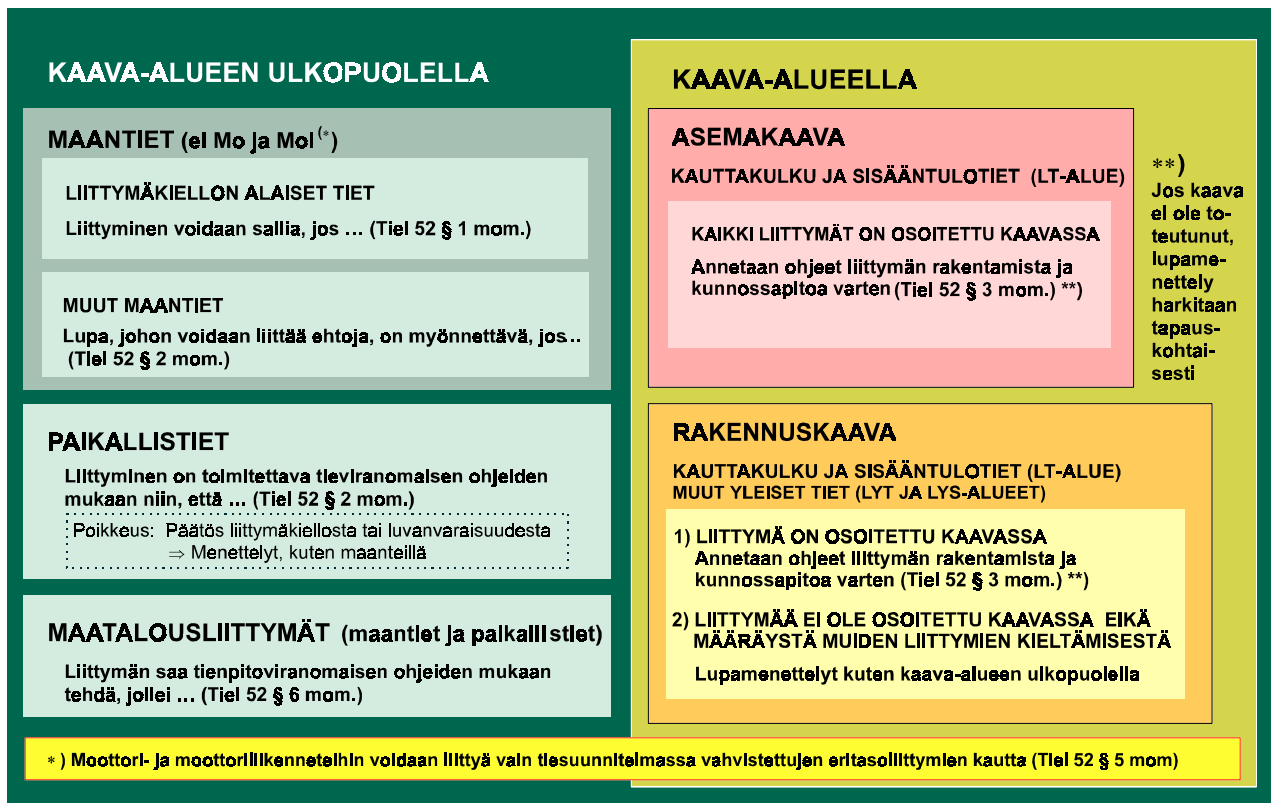 KAAVA-ALUEEN ULKOPUOLELLA
MAANTIET (ei Mo ja Mol (*)
LIITTYMÄKIELLON ALAISET TIET
Liittyminen voidaan sallia, jos … (Tiel 52 § 1 mom.)
MUUT MAANTIET
Lupa, johon voidaan liittää ehtoja, on myönnettävä, jos…
(Tiel 52 § 2 mom.)
PAIKALLISTIET
Liittyminen on toimitettava tieviranomaisen ohjeiden
mukaan niin, että … (Tiel 52 § 2 mom.)
Poikkeus: Päätös liittymäkiellosta tai luvanvaraisuudesta
⇒ Menettelyt, kuten maanteillä
MAATALOUSLIITTYMÄT (maantiet ja paikallistiet)
Liittymän saa tienpitoviranomaisen ohjeiden mukaan
tehdä, jollei … (Tiel 52 § 6 mom.)
KAAVA-ALUEELLA
ASEMAKAAVA
KAUTTAKULKU JA SISÄÄNTULOTIET (LT-ALUE)
KAIKKI LIITTYMÄT ON OSOITETTU KAAVASSA
Annetaan ohjeet liittymän rakentamista ja
kunnossapitoa varten (Tiel 52 § 3 mom.) **)
**)
Jos kaava
ei ole to-
teutunut,
lupame-
nettely
harkitaan
tapaus-
kohtai-
sesti
RAKENNUSKAAVA
KAUTTAKULKU JA SISÄÄNTULOTIET (LT-ALUE)
MUUT YLEISET TIET (LYT JA LYS-ALUEET)
1) LIITTYMÄ ON OSOITETTU KAAVASSA
Annetaan ohjeet liittymän rakentamista ja
kunnossapitoa varten (Tiel 52 § 3 mom.) **)
2) LIITTYMÄÄ EI OLE OSOITETTU KAAVASSA EIKÄ
MÄÄRÄYSTÄ MUIDEN LIITTYMIEN KIELTÄMISESTÄ
Lupamenettelyt kuten kaava-alueen ulkopuolella
*) Moottori- ja moottoriliikenneteihin voidaan liittyä vain tiesuunnitelmassa vahvistettujen eritasoliittymien kautta (Tiel 52 § 5 mom)